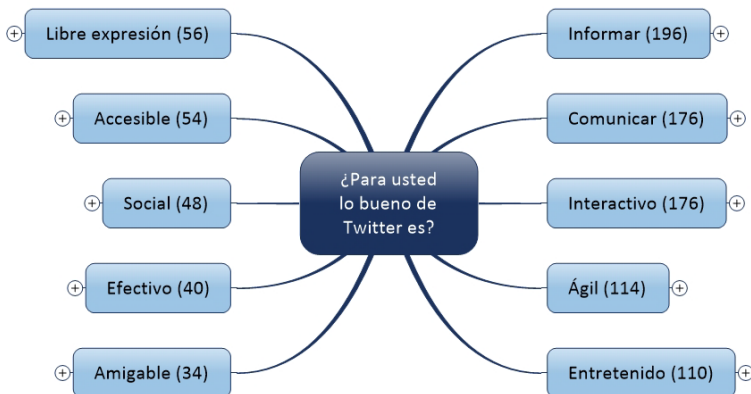 Libre expresión (56)
Accesible (54)
Social (48)
Efectivo (40)
Amigable (34)
¿Para usted
lo bueno de
Twitter es?
Informar (196)
Comunicar (176)
Interactivo (176)
Ágil (114)
Entretenido (110)